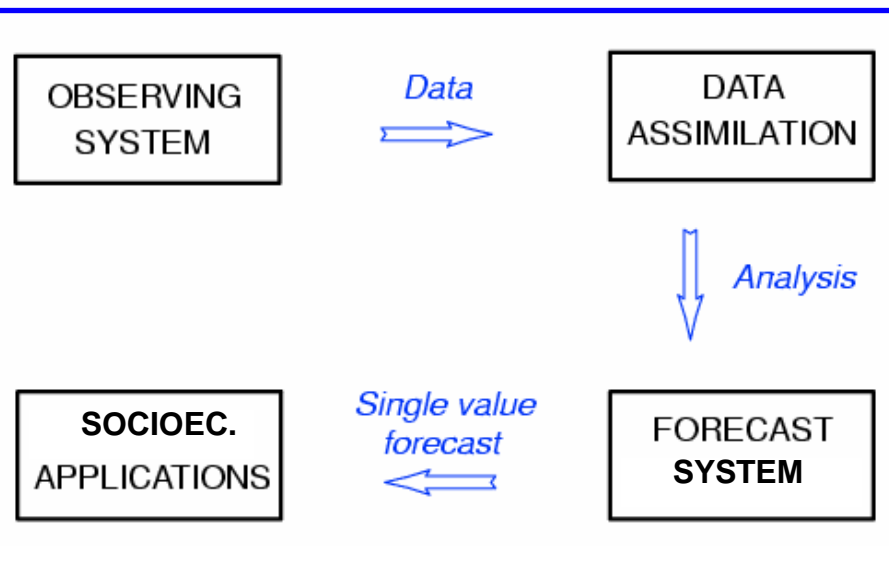 OBSERVING
SYSTEM
Data
DATA
ASSIMILATION
Analysis
SOCIOEC.
APPLICATIONS
Single value
forecast
FORECAST
SYSTEM